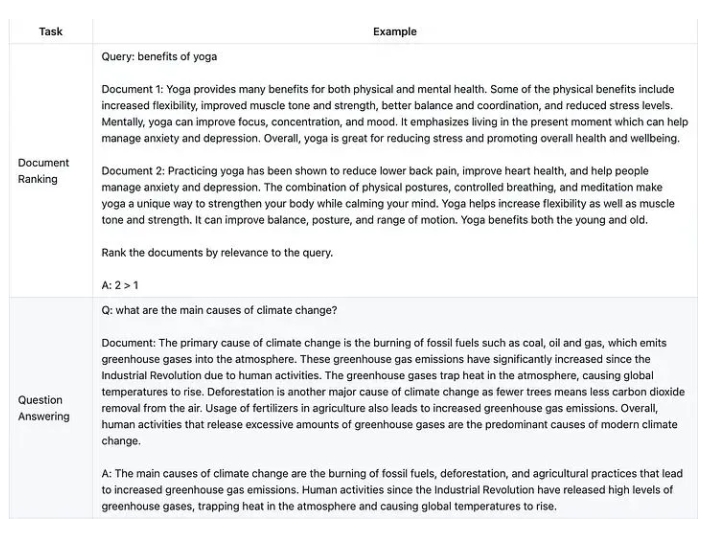 Task Example
Query: benefits of yoga
Document 1: Yoga provides many benefits for both physical and mental health. Some of the physical benefits include
increased flexibility, improved muscle tone and strength, better balance and coordination, and reduced stress levels.
Mentally, yoga can improve focus, concentration, and mood. It emphasizes living in the present moment which can help
manage anxiety and depression. Overall, yoga is great for reducing stress and promoting overall health and wellbeing.
Document
Ranking
Document 2: Practicing yoga has been shown to reduce lower back pain, improve heart health, and help people
manage anxiety and depression. The combination of physical postures, controlled breathing, and meditation make
yoga a unique way to strengthen your body while calming your mind. Yoga helps increase flexibility as well as muscle
tone and strength. It can improve balance, posture, and range of motion. Yoga benefits both the young and old.
Rank the documents by relevance to the query.
A: 2 > 1
Q: what are the main causes of climate change?
Document: The primary cause of climate change is the burning of fossil fuels such as coal, oil and gas, which emits
greenhouse gases into the atmosphere. These greenhouse gas emissions have significantly increased since the
Industrial Revolution due to human activities. The greenhouse gases trap heat in the atmosphere, causing global
temperatures to rise. Deforestation is another major cause of climate change as fewer trees means less carbon dioxide
removal from the air. Usage of fertilizers in agriculture also leads to increased greenhouse gas emissions. Overall,
human activities that release excessive amounts of greenhouse gases are the predominant causes of modern climate
change.
Question
Answering
A: The main causes of climate change are the burning of fossil fuels, deforestation, and agricultural practices that lead
to increased greenhouse gas emissions. Human activities since the Industrial Revolution have released high levels of
greenhouse gases, trapping heat in the atmosphere and causing global temperatures to rise.